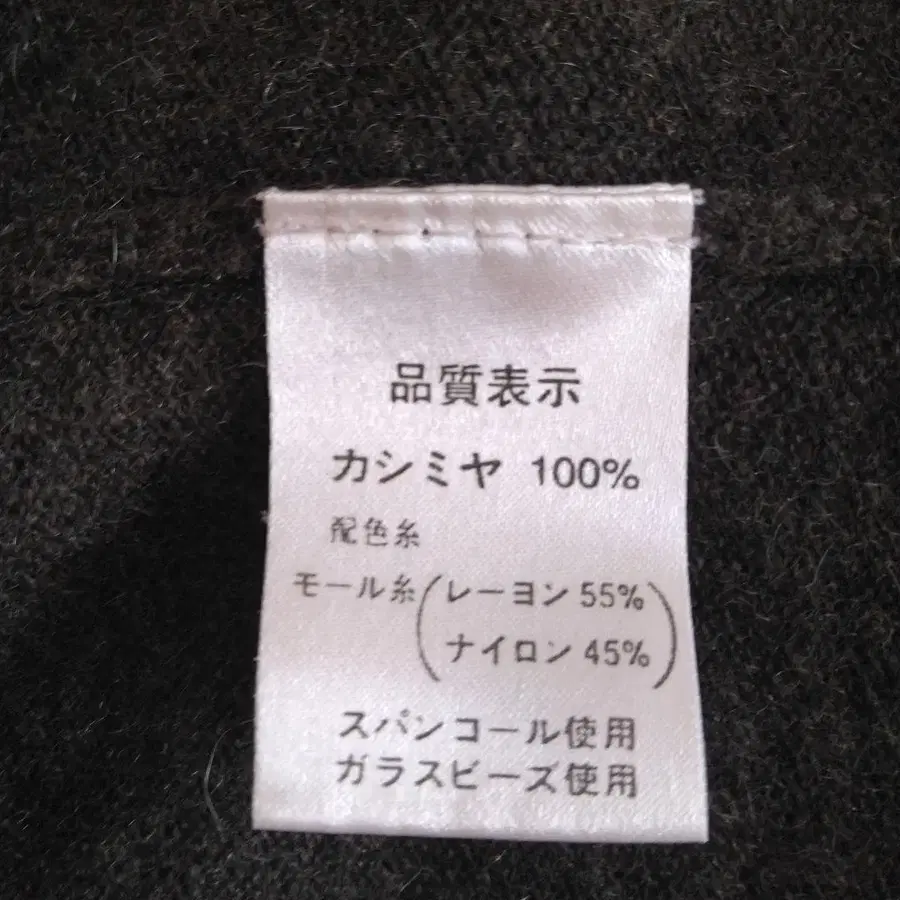 品質表示
カシミヤ 100%
配色糸
モール糸(レーヨン 55%
ナイロン 45%)
スパンコール使用
ガラスビーズ使用